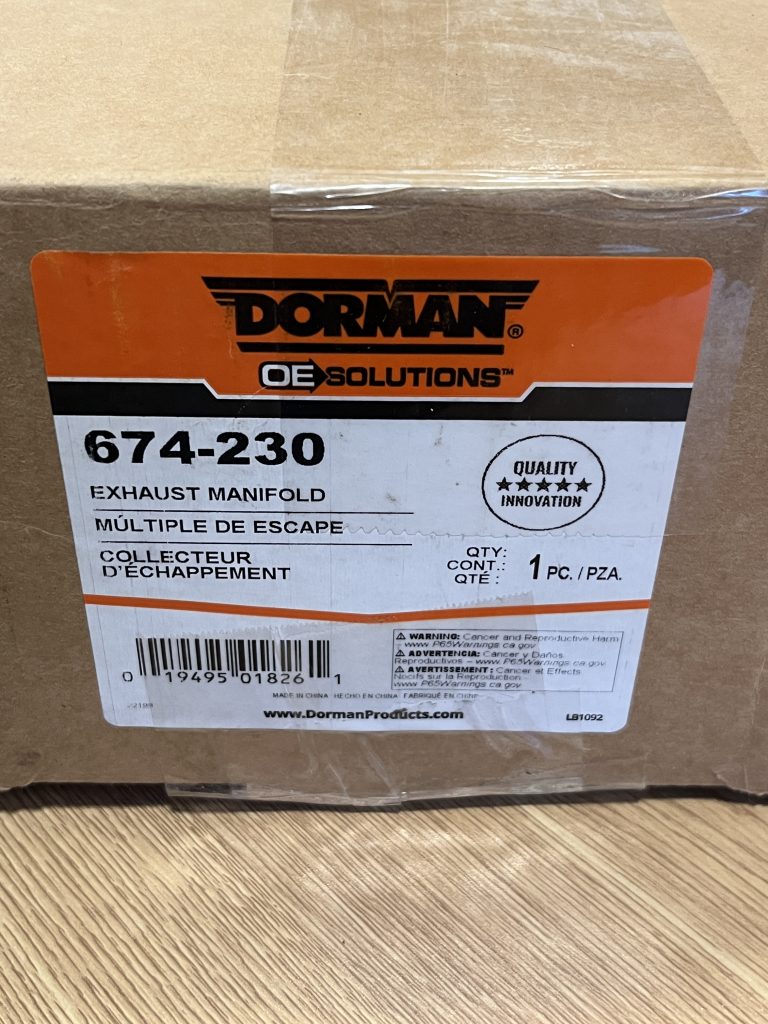 DORMAN®
OE SOLUTIONS™
674-230
EXHAUST MANIFOLD
MÚLTIPLE DE ESCAPE
COLLECTEUR
D'ÉCHAPPEMENT
QUALITY
★★★★★
INNOVATION
QTY:
CONT.:
QTÉ :
1 PC. / PZA.
⚠ WARNING: Cancer and Reproductive Harm
- www.P65Warnings.ca.gov
⚠ ADVERTENCIA: Cáncer y Daños
Reproductivos – www.P65Warnings.ca.gov
⚠ AVERTISSEMENT : Cancer et Effects
Nocifs sur la Reproduction -
www.P65Warnings.ca.gov
0 19495 01826 1
MADE IN CHINA HECHO EN CHINA FABRIQUÉ EN CHINE
www.DormanProducts.com
LB1092